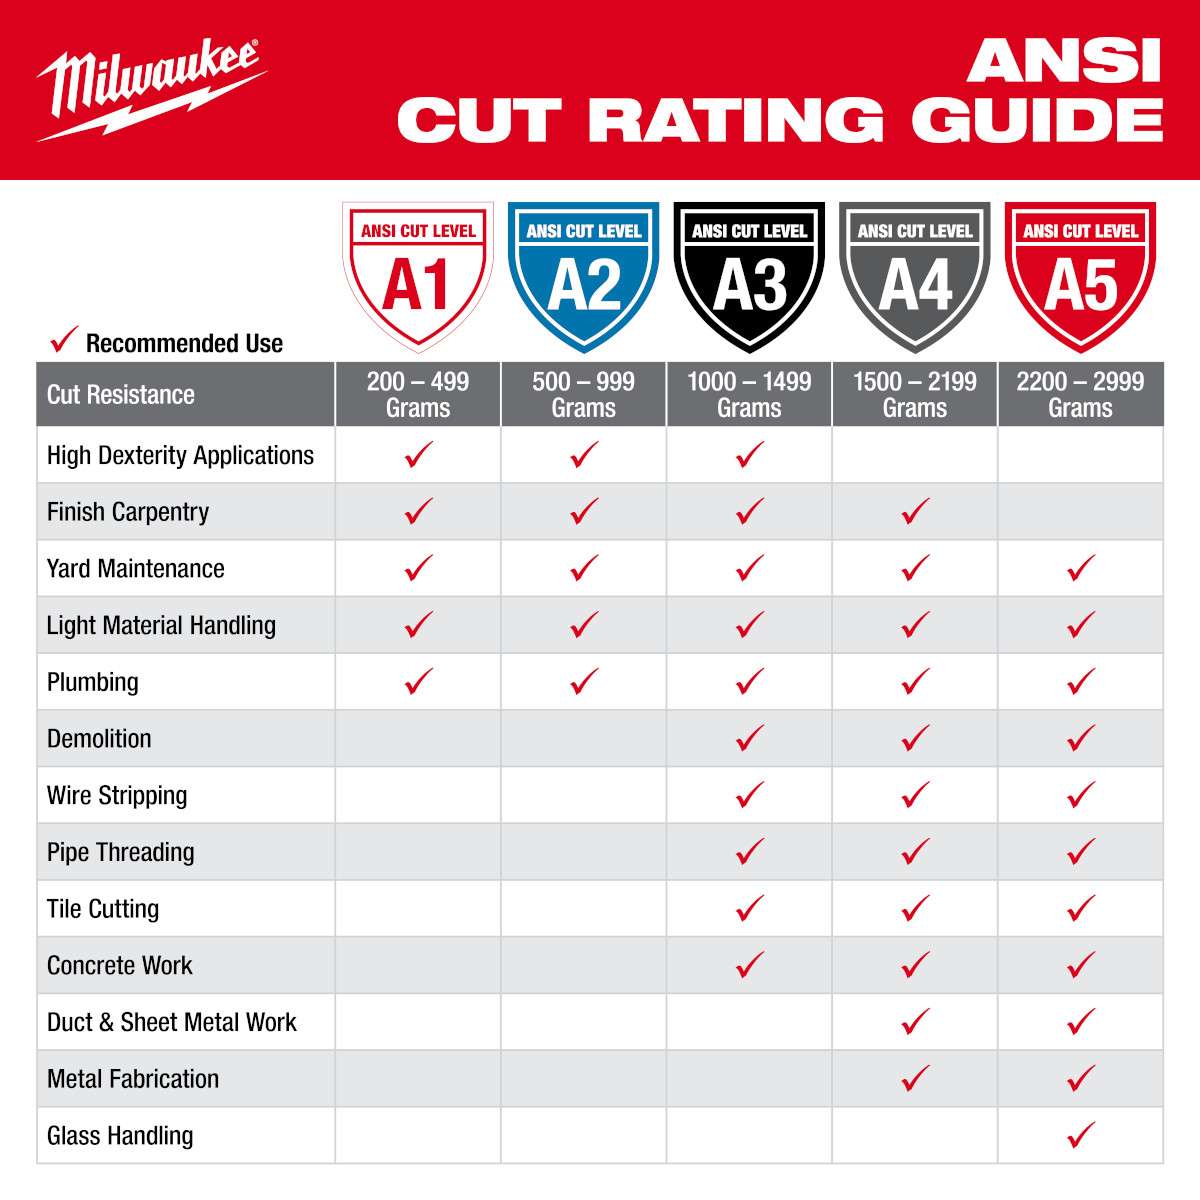 Milwaukee®
ANSI
CUT RATING GUIDE
ANSI CUT LEVEL
A1
ANSI CUT LEVEL
A2
ANSI CUT LEVEL
A3
ANSI CUT LEVEL
A4
ANSI CUT LEVEL
A5
✓ Recommended Use
Cut Resistance
200 – 499
Grams
500 – 999
Grams
1000 – 1499
Grams
1500 – 2199
Grams
2200 – 2999
Grams
High Dexterity Applications ✓ ✓ ✓
Finish Carpentry ✓ ✓ ✓ ✓
Yard Maintenance ✓ ✓ ✓ ✓ ✓
Light Material Handling ✓ ✓ ✓ ✓ ✓
Plumbing ✓ ✓ ✓ ✓ ✓
Demolition ✓ ✓ ✓
Wire Stripping ✓ ✓ ✓
Pipe Threading ✓ ✓ ✓
Tile Cutting ✓ ✓ ✓
Concrete Work ✓ ✓ ✓
Duct & Sheet Metal Work ✓ ✓
Metal Fabrication ✓ ✓
Glass Handling ✓